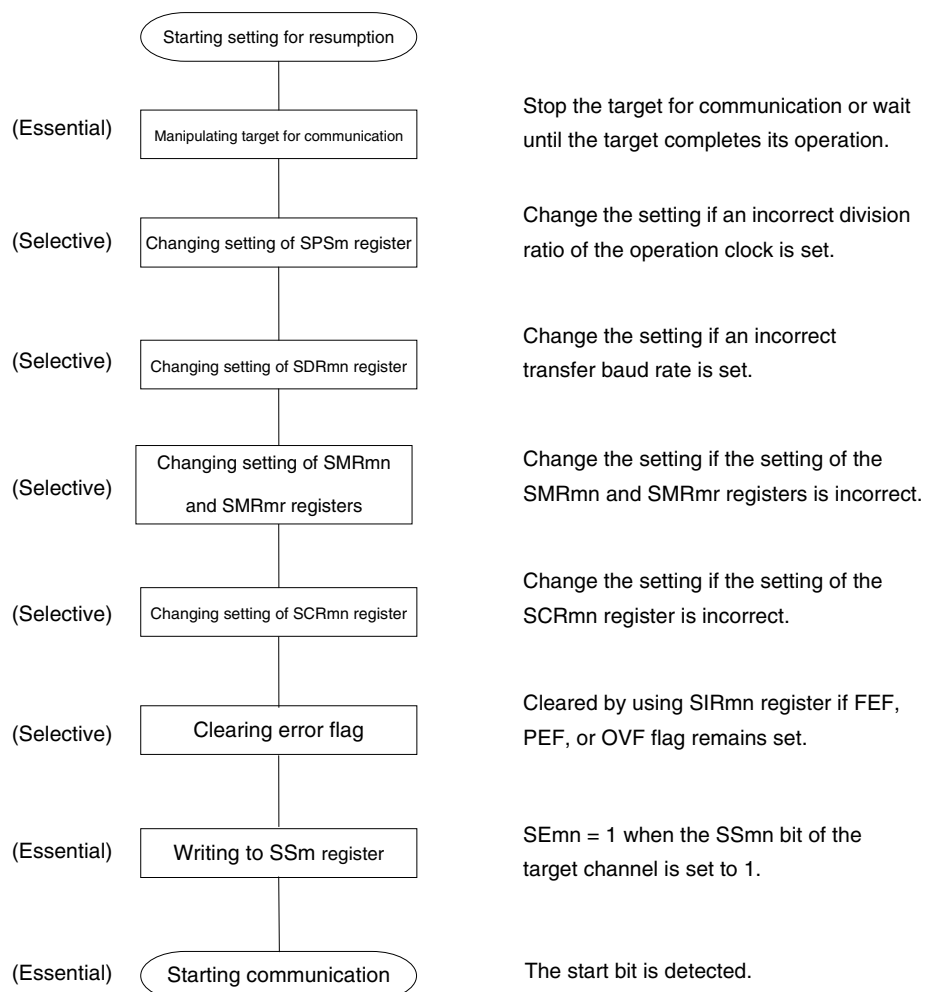 Starting setting for resumption
(Essential)
Manipulating target for communication
Stop the target for communication or wait
until the target completes its operation.
(Selective)
Changing setting of SPSm register
Change the setting if an incorrect division
ratio of the operation clock is set.
(Selective)
Changing setting of SDRmn register
Change the setting if an incorrect
transfer baud rate is set.
(Selective)
Changing setting of SMRmn
and SMRmr registers
Change the setting if the setting of the
SMRmn and SMRmr registers is incorrect.
(Selective)
Changing setting of SCRmn register
Change the setting if the setting of the
SCRmn register is incorrect.
(Selective)
Clearing error flag
Cleared by using SIRmn register if FEF,
PEF, or OVF flag remains set.
(Essential)
Writing to SSm register
SEmn = 1 when the SSmn bit of the
target channel is set to 1.
(Essential)
Starting communication
The start bit is detected.